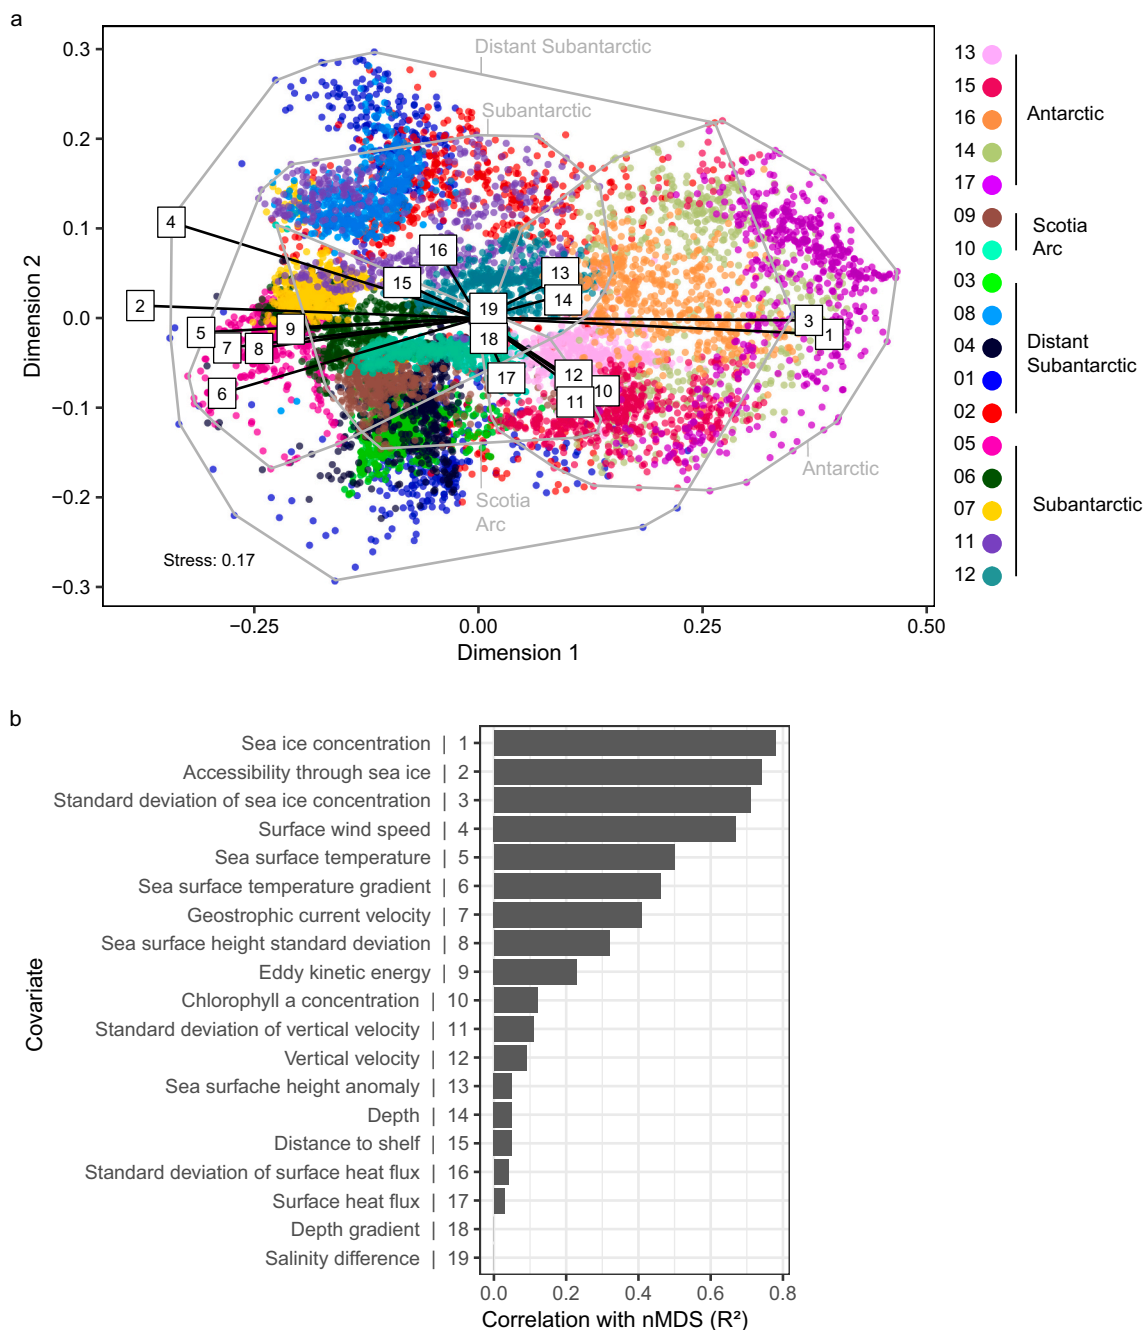 a
Distant Subantarctic
Subantarctic
Scotia
Arc
Antarctic
0.3
0.2
0.1
0.0
−0.1
−0.2
−0.3
Dimension 2
4
2
5
7
8
9
6
15
16
19
18
13
14
17
12
10
11
3
1
Stress: 0.17
−0.25
0.00
0.25
0.50
Dimension 1
13
15
16
14
17
Antarctic
09
10
Scotia
Arc
03
08
04
01
02
Distant
Subantarctic
05
06
07
11
12
Subantarctic
b
Covariate
Sea ice concentration | 1
Accessibility through sea ice | 2
Standard deviation of sea ice concentration | 3
Surface wind speed | 4
Sea surface temperature | 5
Sea surface temperature gradient | 6
Geostrophic current velocity | 7
Sea surface height standard deviation | 8
Eddy kinetic energy | 9
Chlorophyll a concentration | 10
Standard deviation of vertical velocity | 11
Vertical velocity | 12
Sea surfache height anomaly | 13
Depth | 14
Distance to shelf | 15
Standard deviation of surface heat flux | 16
Surface heat flux | 17
Depth gradient | 18
Salinity difference | 19
0.0 0.2 0.4 0.6 0.8
Correlation with nMDS (R²)